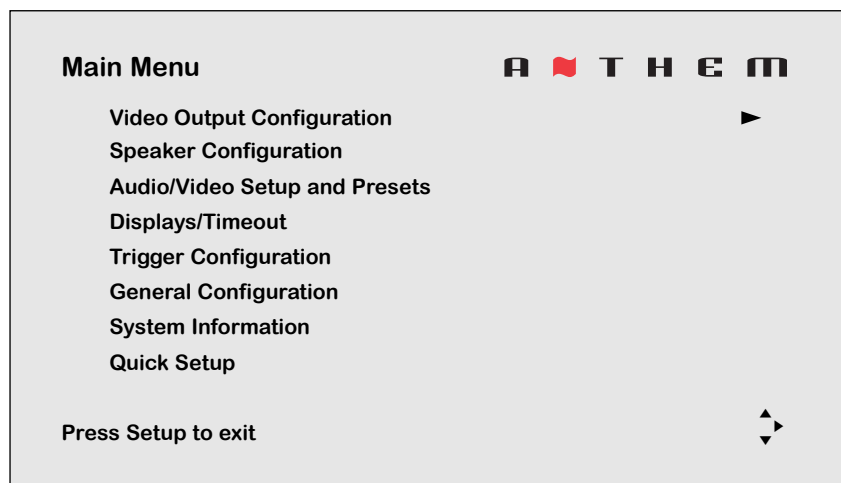 Main Menu
ANTHEM
Video Output Configuration
Speaker Configuration
Audio/Video Setup and Presets
Displays/Timeout
Trigger Configuration
General Configuration
System Information
Quick Setup
Press Setup to exit